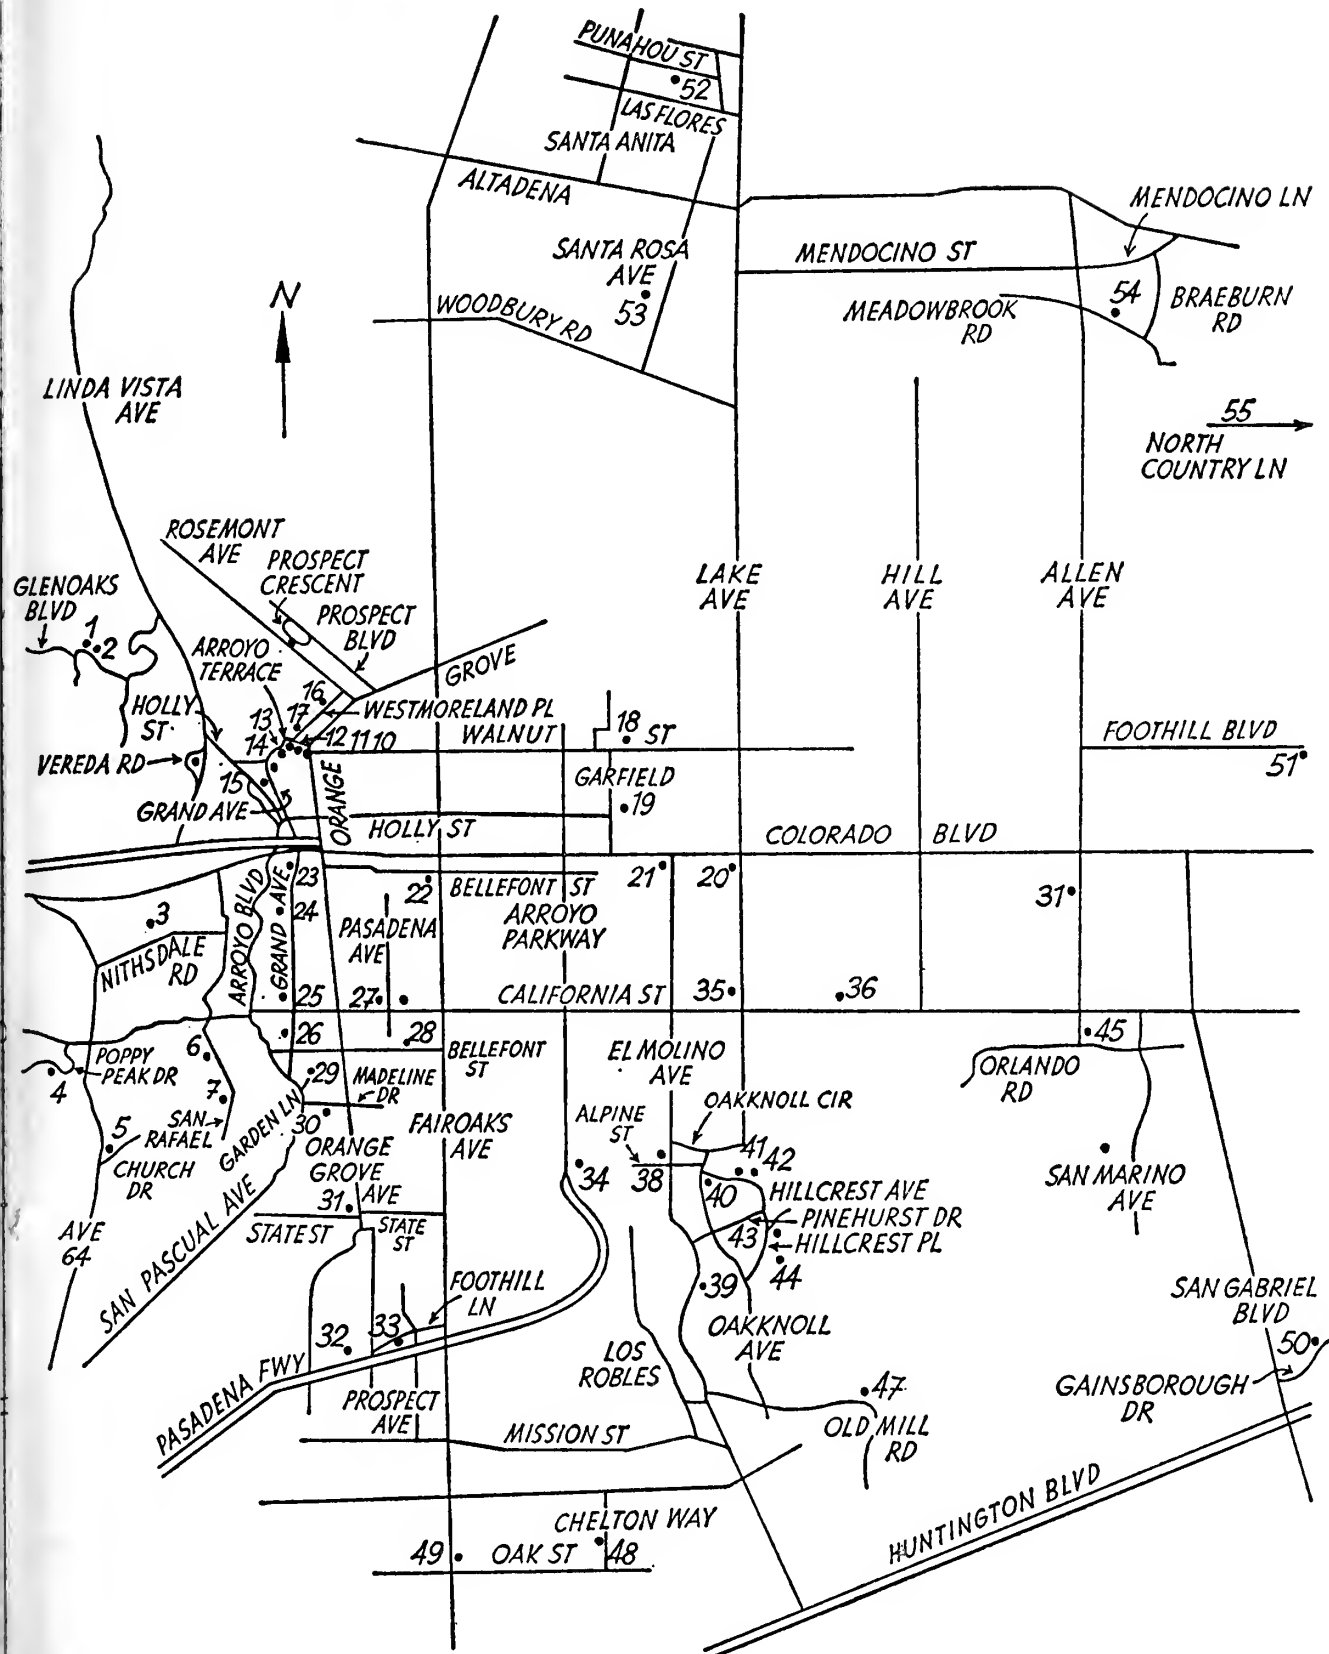 PUNAHOU ST
52
LAS FLORES
SANTA ANITA
ALTADENA
MENDOCINO LN
SANTA ROSA
AVE
53
MENDOCINO ST
WOODBURY RD
MEADOWBROOK
RD
54
BRAEBURN
RD
N
LINDA VISTA
AVE
55
NORTH
COUNTRY LN
ROSEMONT
AVE
PROSPECT
CRESCENT
PROSPECT
BLVD
GLENOAKS
BLVD
1
2
LAKE
AVE
HILL
AVE
ALLEN
AVE
ARROYO
TERRACE
GROVE
HOLLY
ST.
16
17
WESTMORELAND PL
13
14
12 11 10
WALNUT
18
ST
FOOTHILL BLVD
51
VEREDA RD
15
GRAND AVE
ORANGE
GARFIELD
19
HOLLY ST
COLORADO BLVD
23
22
BELLEFONT ST
21
20
31
ARROYO BLVD
GRAND AVE
24
PASADENA
AVE
ARROYO
PARKWAY
3
NITHSDALE
RD
25
27
CALIFORNIA ST
35
36
26
28
BELLEFONT
ST
EL MOLINO
AVE
45
ORLANDO
RD
POPPY
PEAK DR
4
6
7
29
MADELINE
DR
SAN
RAFAEL
5
CHURCH
DR
GARDEN LN
30
ORANGE
GROVE
AVE
FAIROAKS
AVE
ALPINE
ST
OAKKNOLL CIR
34
38
40
41
42
HILLCREST AVE
PINEHURST DR
43
HILLCREST PL
44
39
SAN MARINO
AVE
31
STATE ST
STATE
ST
AVE
64
SAN PASCUAL AVE
FOOTHILL
LN
32
33
PASADENA FWY
PROSPECT
AVE
LOS
ROBLES
OAKKNOLL
AVE
SAN GABRIEL
BLVD
50
GAINSBOROUGH
DR
47
OLD MILL
RD
MISSION ST
HUNTINGTON BLVD
CHELTON WAY
49
OAK ST
48